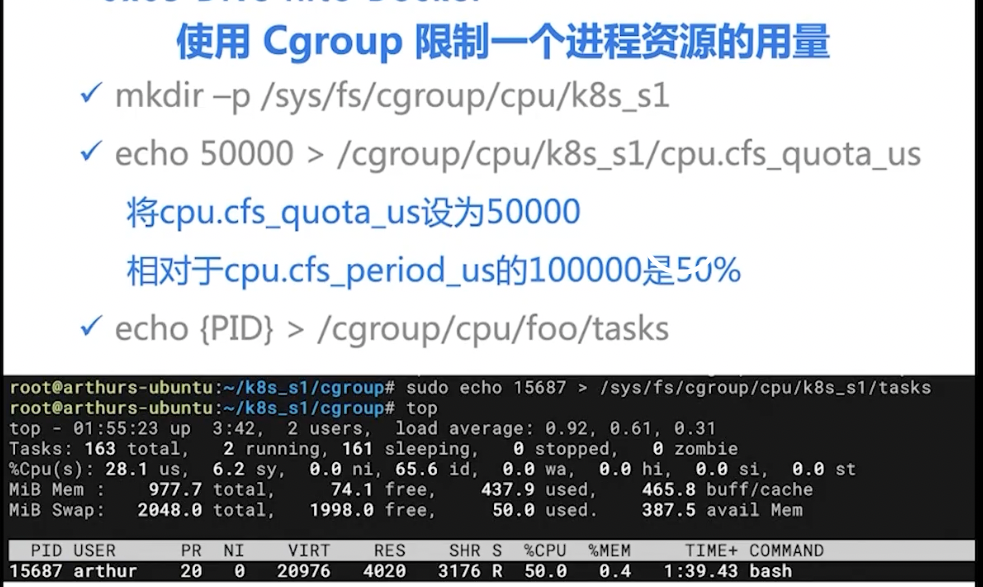 使用 Cgroup 限制一个进程资源的用量
✓ mkdir –p /sys/fs/cgroup/cpu/k8s_s1
✓ echo 50000 > /cgroup/cpu/k8s_s1/cpu.cfs_quota_us
将cpu.cfs_quota_us设为50000
相对于cpu.cfs_period_us的100000是50%
✓ echo {PID} > /cgroup/cpu/foo/tasks
root@arthurs-ubuntu:~/k8s_s1/cgroup# sudo echo 15687 > /sys/fs/cgroup/cpu/k8s_s1/tasks
root@arthurs-ubuntu:~/k8s_s1/cgroup# top
top - 01:55:23 up  3:42,  2 users,  load average: 0.92, 0.61, 0.31
Tasks: 163 total,   2 running, 161 sleeping,   0 stopped,   0 zombie
%Cpu(s): 28.1 us,  6.2 sy,  0.0 ni, 65.6 id,  0.0 wa,  0.0 hi,  0.0 si,  0.0 st
MiB Mem :    977.7 total,     74.1 free,    437.9 used,    465.8 buff/cache
MiB Swap:   2048.0 total,   1998.0 free,     50.0 used.    387.5 avail Mem
PID USER      PR  NI    VIRT    RES    SHR S  %CPU  %MEM     TIME+ COMMAND
15687 arthur    20   0   20976   4020   3176 R  50.0   0.4   1:39.43 bash